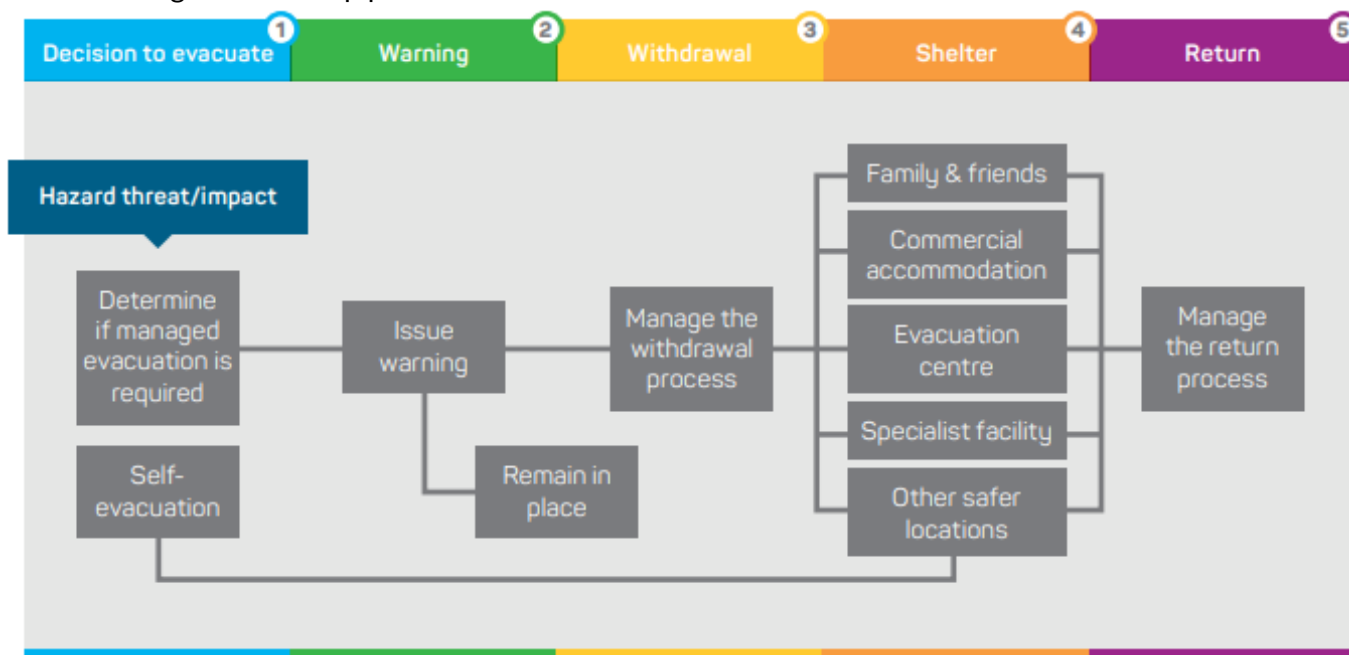 Decision to evacuate
1
Warning
2
Withdrawal
3
Shelter
4
Return
5
Hazard threat/impact
Determine
if managed
evacuation is
required
Self-
evacuation
Issue
warning
Remain in
place
Manage the
withdrawal
process
Family & friends
Commercial
accommodation
Evacuation
centre
Specialist facility
Other safer
locations
Manage
the return
process